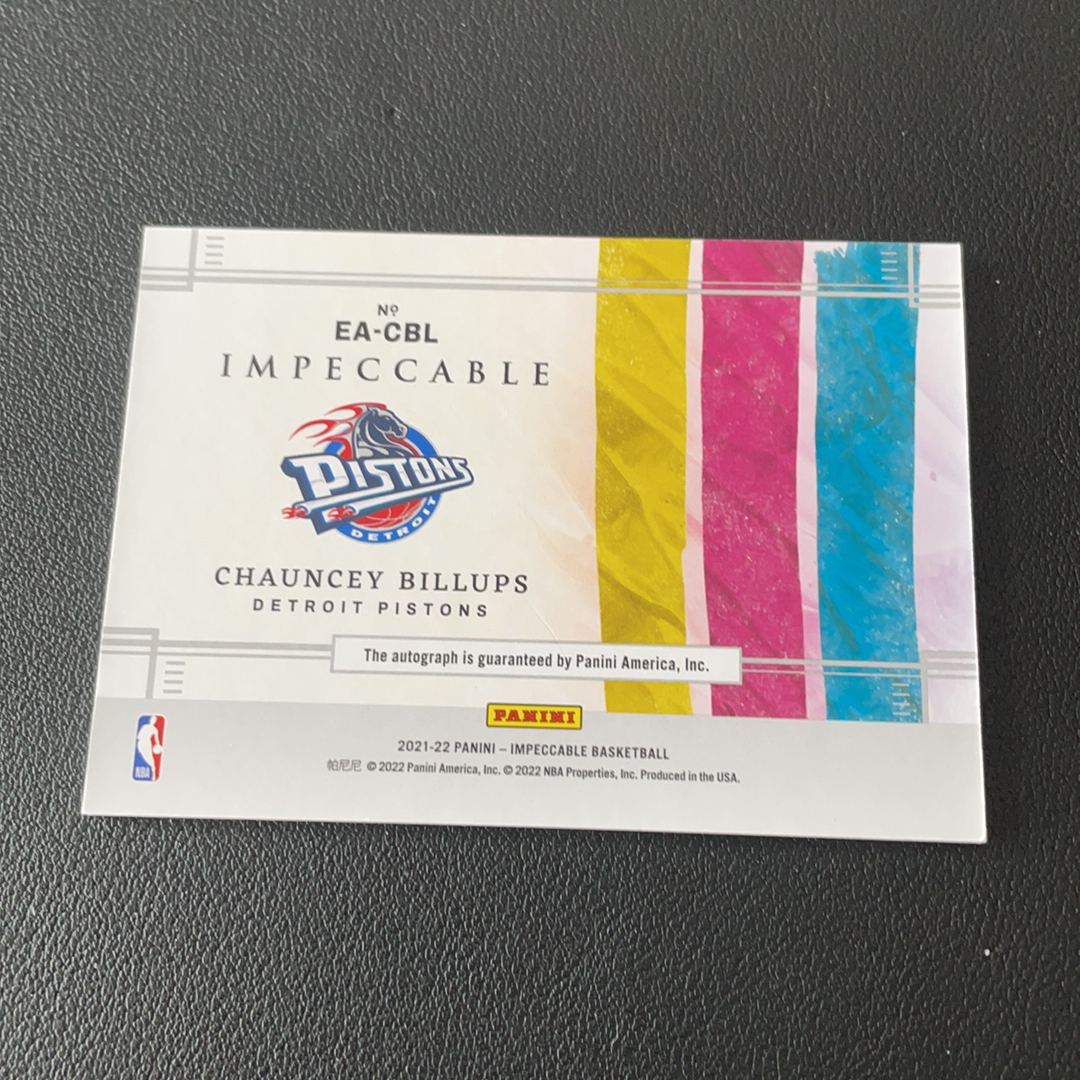 Nº
EA-CBL
IMPECCABLE
PISTONS
DETROIT
CHAUNCEY BILLUPS
DETROIT PISTONS
The autograph is guaranteed by Panini America, Inc.
PANINI
NBA
2021-22 PANINI – IMPECCABLE BASKETBALL
帕尼尼 © 2022 Panini America, Inc. © 2022 NBA Properties, Inc. Produced in the USA.